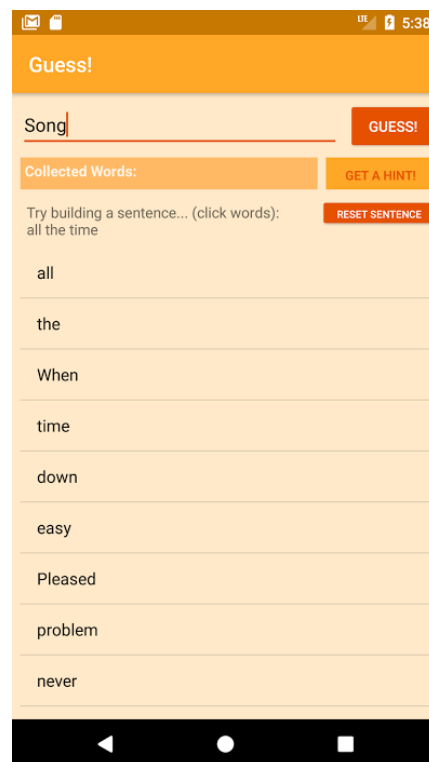 LTE 5:38
Guess!
Song GUESS!
Collected Words: GET A HINT!
Try building a sentence... (click words): RESET SENTENCE
all the time
all
the
When
time
down
easy
Pleased
problem
never